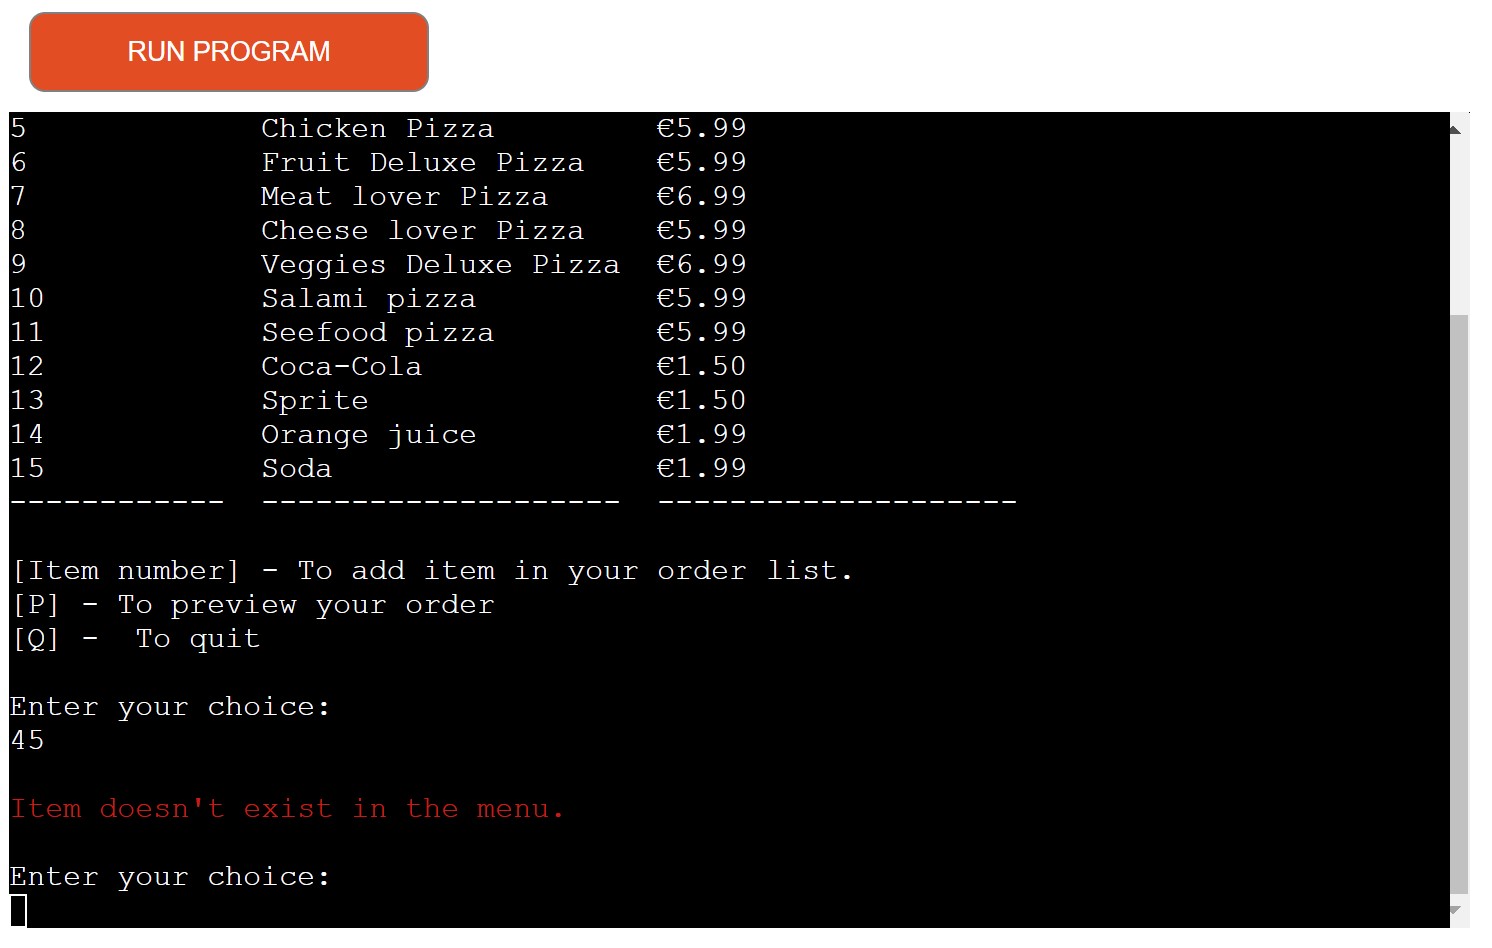 RUN PROGRAM
5 Chicken Pizza €5.99
6 Fruit Deluxe Pizza €5.99
7 Meat lover Pizza €6.99
8 Cheese lover Pizza €5.99
9 Veggies Deluxe Pizza €6.99
10 Salami pizza €5.99
11 Seefood pizza €5.99
12 Coca-Cola €1.50
13 Sprite €1.50
14 Orange juice €1.99
15 Soda €1.99
------------ -------------------- --------------------
[Item number] - To add item in your order list.
[P] - To preview your order
[Q] -  To quit
Enter your choice:
45
Item doesn't exist in the menu.
Enter your choice: